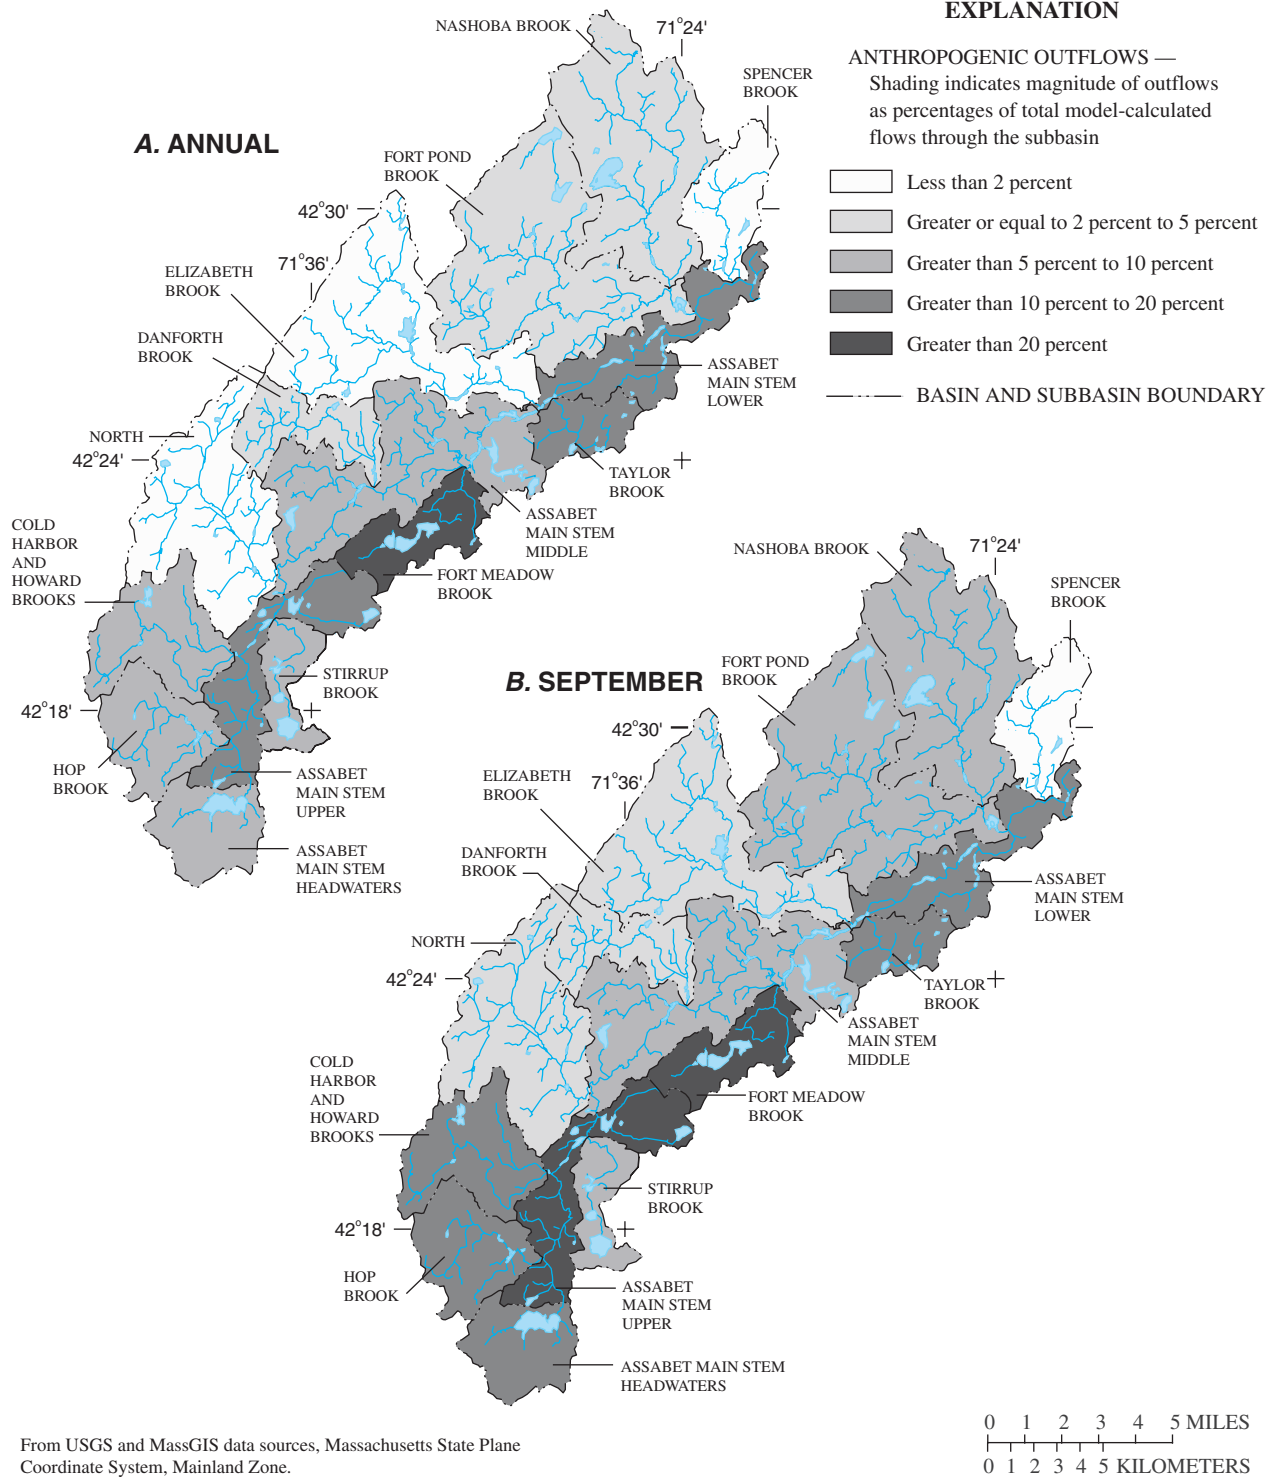 EXPLANATION
ANTHROPOGENIC OUTFLOWS —
Shading indicates magnitude of outflows
as percentages of total model-calculated
flows through the subbasin
Less than 2 percent
Greater or equal to 2 percent to 5 percent
Greater than 5 percent to 10 percent
Greater than 10 percent to 20 percent
Greater than 20 percent
BASIN AND SUBBASIN BOUNDARY
A. ANNUAL
NASHOBA BROOK
71°24'
SPENCER
BROOK
FORT POND
BROOK
42°30'
71°36'
ELIZABETH
BROOK
DANFORTH
BROOK
NORTH
42°24'
COLD
HARBOR
AND
HOWARD
BROOKS
42°18'
HOP
BROOK
ASSABET
MAIN STEM
LOWER
TAYLOR
BROOK
ASSABET
MAIN STEM
MIDDLE
FORT MEADOW
BROOK
STIRRUP
BROOK
ASSABET
MAIN STEM
UPPER
ASSABET
MAIN STEM
HEADWATERS
B. SEPTEMBER
NASHOBA BROOK
71°24'
SPENCER
BROOK
FORT POND
BROOK
42°30'
71°36'
ELIZABETH
BROOK
DANFORTH
BROOK
NORTH
42°24'
COLD
HARBOR
AND
HOWARD
BROOKS
42°18'
HOP
BROOK
ASSABET
MAIN STEM
LOWER
TAYLOR
BROOK
ASSABET
MAIN STEM
MIDDLE
FORT MEADOW
BROOK
STIRRUP
BROOK
ASSABET
MAIN STEM
UPPER
ASSABET MAIN STEM
HEADWATERS
From USGS and MassGIS data sources, Massachusetts State Plane
Coordinate System, Mainland Zone.
0 1 2 3 4 5 MILES
0 1 2 3 4 5 KILOMETERS